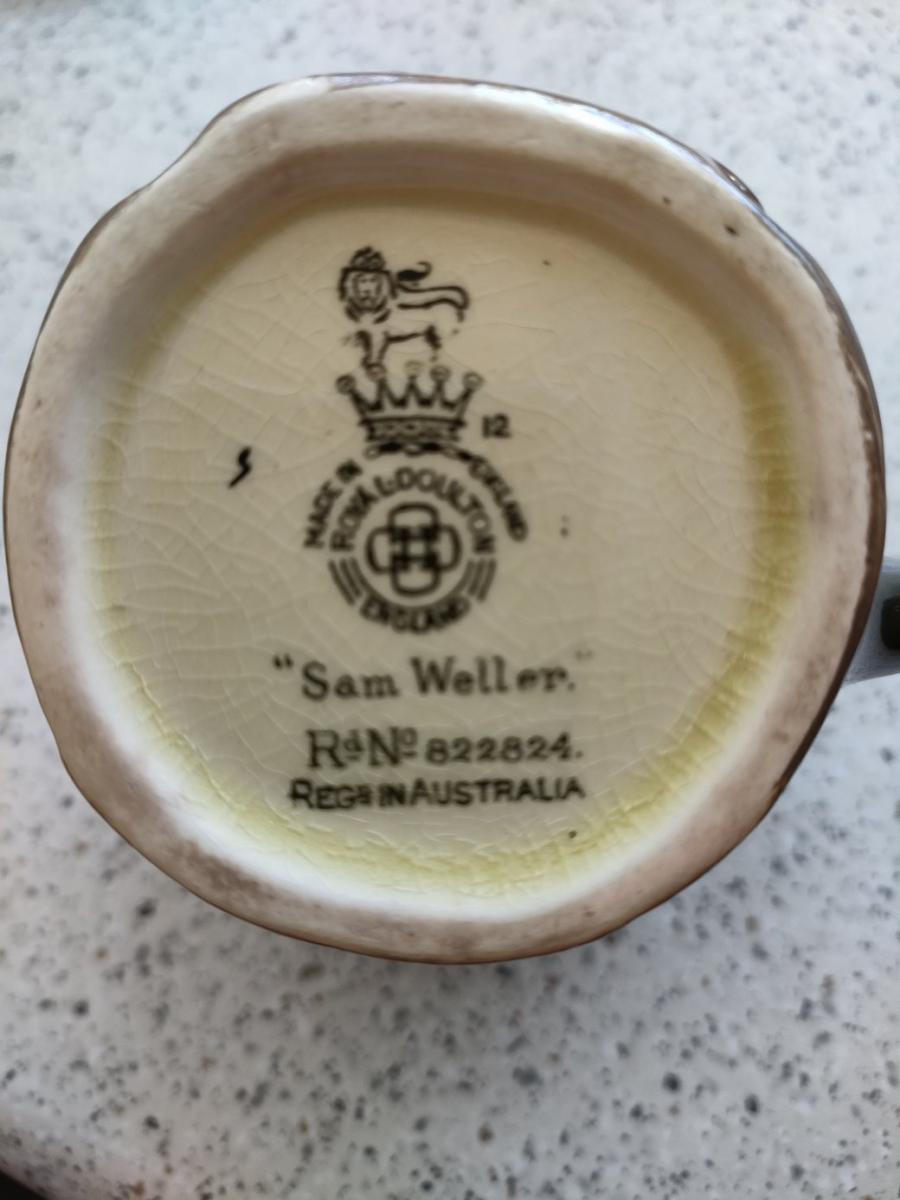 12
MADE IN ENGLAND
ROYAL DOULTON
ENGLAND
"Sam Weller."
Rd No 822824.
REGD IN AUSTRALIA